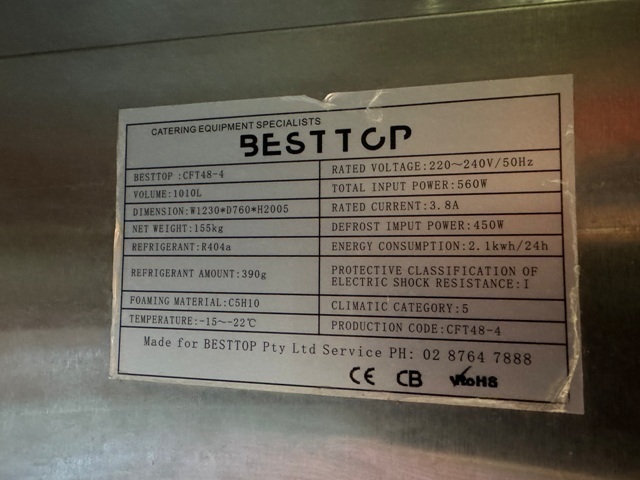 CATERING EQUIPMENT SPECIALISTS
BESTTOP
BESTTOP :CFT48-4
VOLUME:1010L
DIMENSION:W1230*D760*H2005
NET WEIGHT:155kg
REFRIGERANT:R404a
REFRIGERANT AMOUNT:390g
FOAMING MATERIAL:C5H10
TEMPERATURE:-15~-22℃
RATED VOLTAGE:220~240V/50Hz
TOTAL INPUT POWER:560W
RATED CURRENT:3.8A
DEFROST IMPUT POWER:450W
ENERGY CONSUMPTION:2.1kwh/24h
PROTECTIVE CLASSIFICATION OF
ELECTRIC SHOCK RESISTANCE:I
CLIMATIC CATEGORY:5
PRODUCTION CODE:CFT48-4
Made for BESTTOP Pty Ltd Service PH: 02 8764 7888
CE CB RoHS